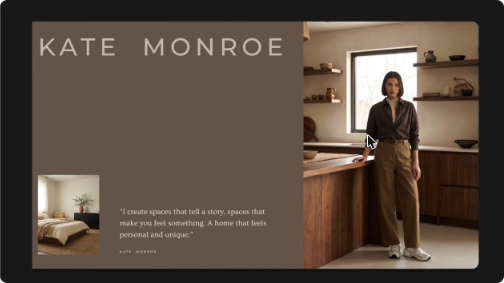 KATE MONROE
"I create spaces that tell a story, spaces that
make you feel something. A home that feels
personal and unique."
KATE MONROE